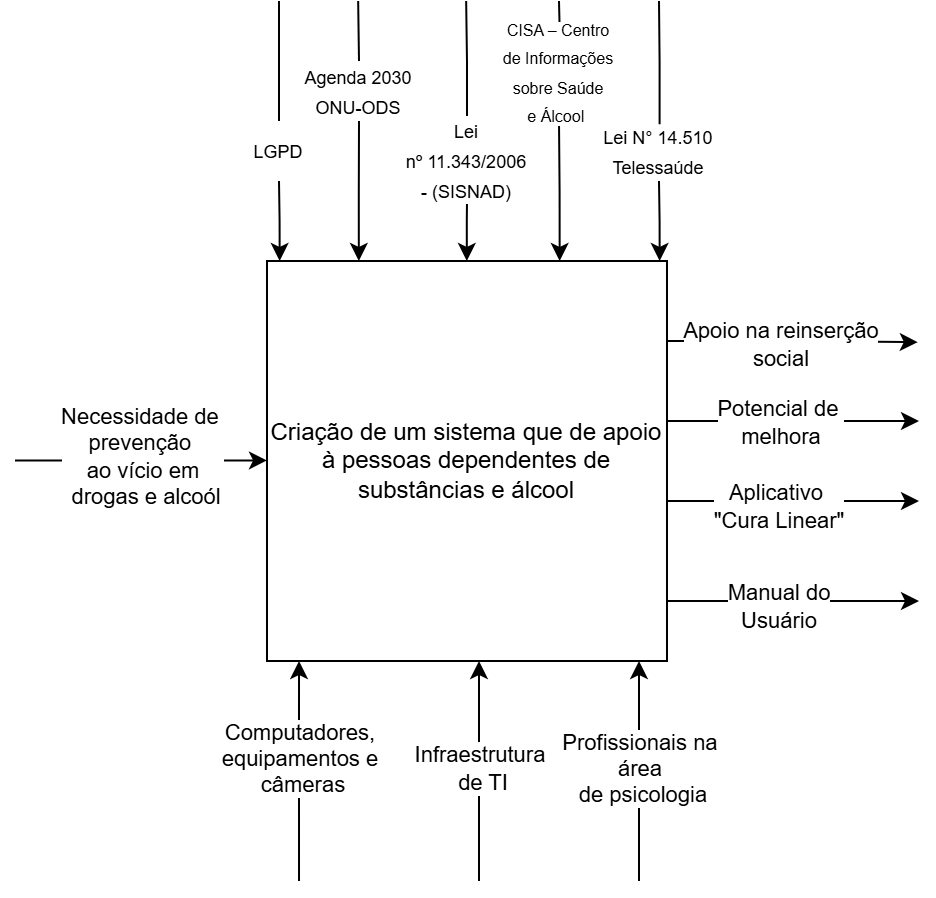 LGPD
Agenda 2030
ONU-ODS
Lei
nº 11.343/2006
- (SISNAD)
CISA – Centro
de Informações
sobre Saúde
e Álcool
Lei N° 14.510
Telessaúde
Necessidade de
prevenção
ao vício em
drogas e alcoól
Criação de um sistema que de apoio
à pessoas dependentes de
substâncias e álcool
Apoio na reinserção
social
Potencial de
melhora
Aplicativo
"Cura Linear"
Manual do
Usuário
Computadores,
equipamentos e
câmeras
Infraestrutura
de TI
Profissionais na
área
de psicologia